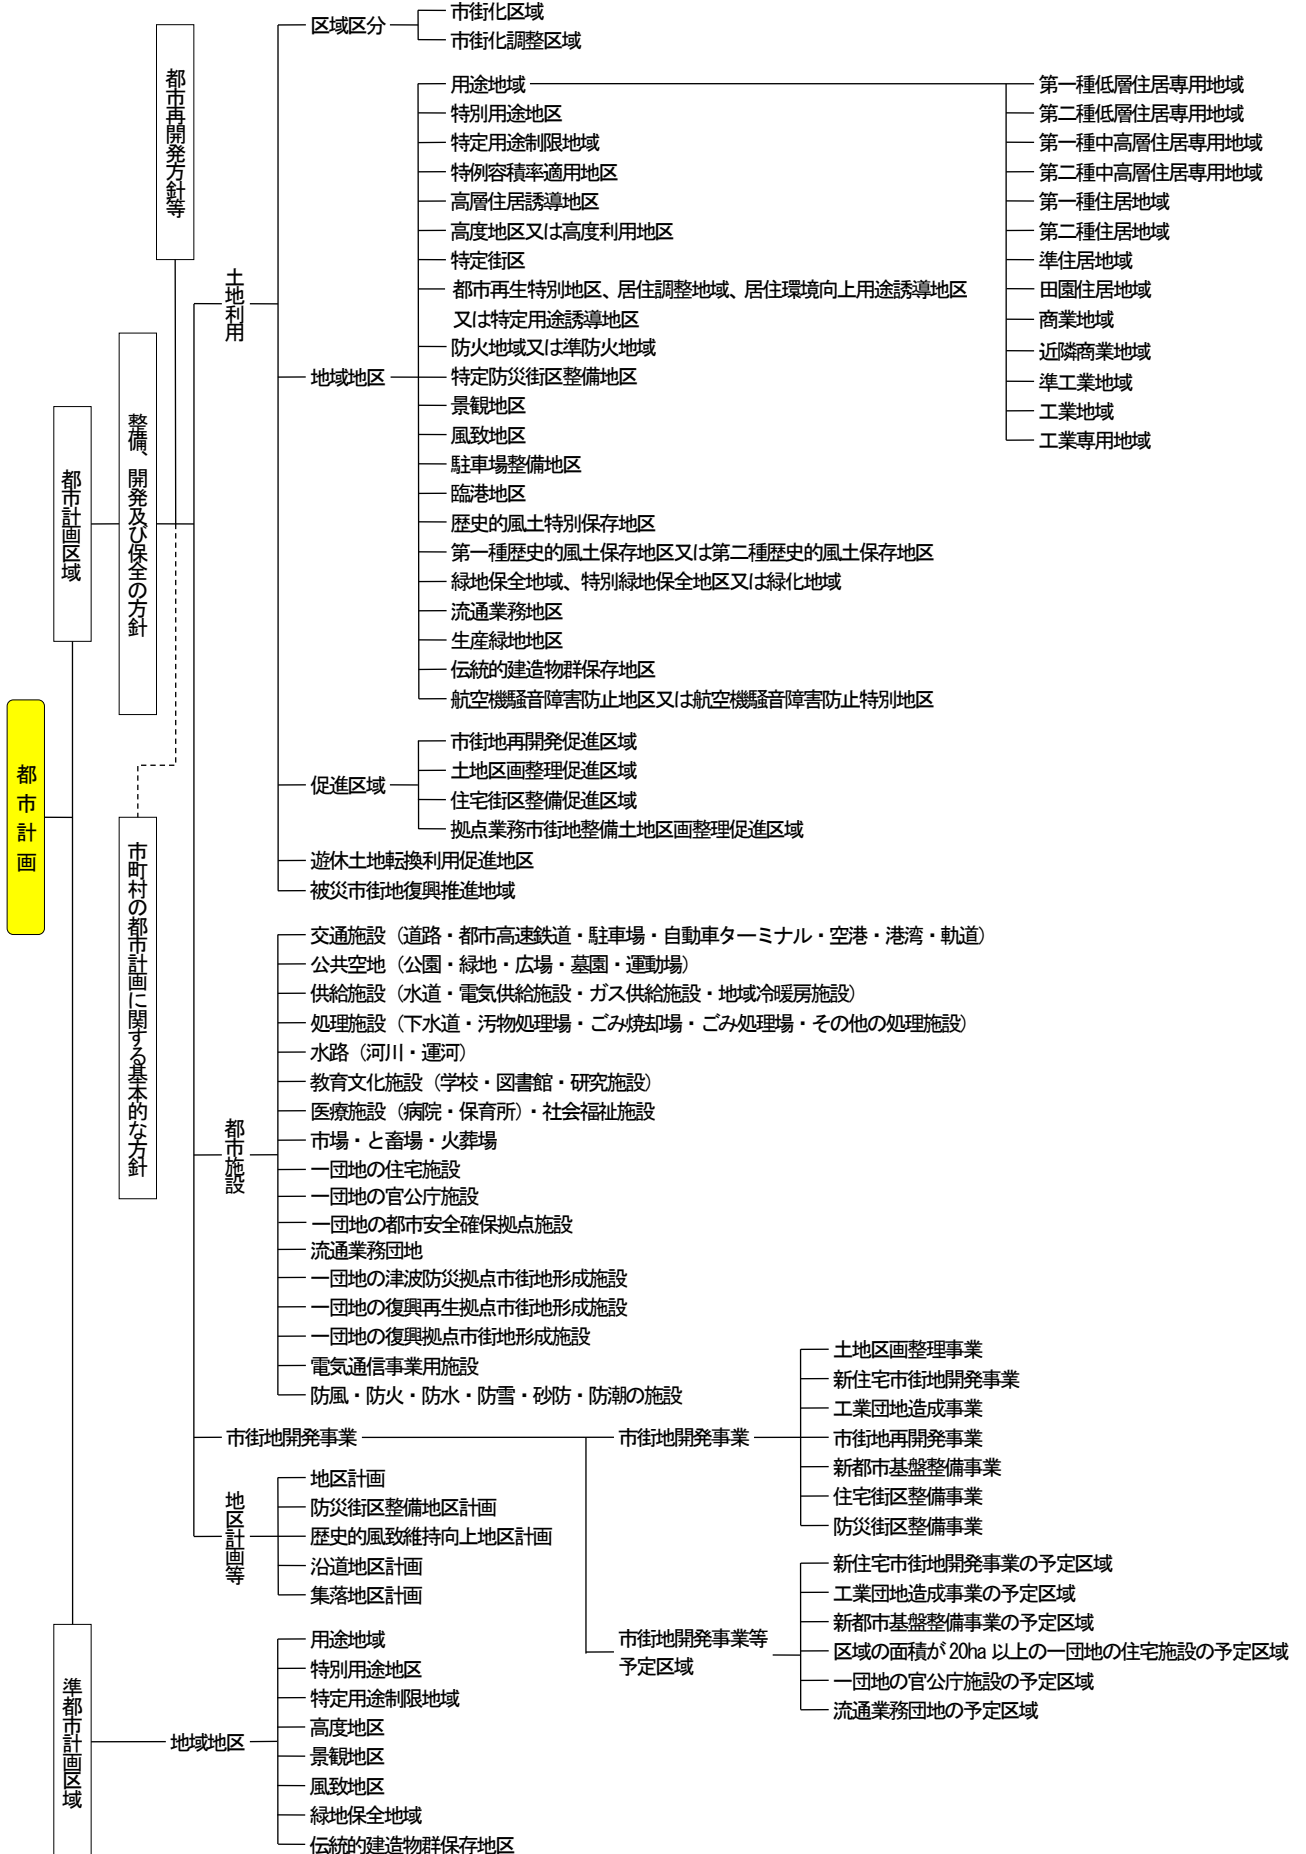 都市計画
都市計画区域
整備、開発及び保全の方針
都市再開発方針等
市町村の都市計画に関する基本的な方針
土地利用
区域区分
市街化区域
市街化調整区域
地域地区
用途地域
特別用途地区
特定用途制限地域
特例容積率適用地区
高層住居誘導地区
高度地区又は高度利用地区
特定街区
都市再生特別地区、居住調整地域、居住環境向上用途誘導地区
又は特定用途誘導地区
防火地域又は準防火地域
特定防災街区整備地区
景観地区
風致地区
駐車場整備地区
臨港地区
歴史的風土特別保存地区
第一種歴史的風土保存地区又は第二種歴史的風土保存地区
緑地保全地域、特別緑地保全地区又は緑化地域
流通業務地区
生産緑地地区
伝統的建造物群保存地区
航空機騒音障害防止地区又は航空機騒音障害防止特別地区
第一種低層住居専用地域
第二種低層住居専用地域
第一種中高層住居専用地域
第二種中高層住居専用地域
第一種住居地域
第二種住居地域
準住居地域
田園住居地域
商業地域
近隣商業地域
準工業地域
工業地域
工業専用地域
促進区域
市街地再開発促進区域
土地区画整理促進区域
住宅街区整備促進区域
拠点業務市街地整備土地区画整理促進区域
遊休土地転換利用促進地区
被災市街地復興推進地域
都市施設
交通施設（道路・都市高速鉄道・駐車場・自動車ターミナル・空港・港湾・軌道）
公共空地（公園・緑地・広場・墓園・運動場）
供給施設（水道・電気供給施設・ガス供給施設・地域冷暖房施設）
処理施設（下水道・汚物処理場・ごみ焼却場・ごみ処理場・その他の処理施設）
水路（河川・運河）
教育文化施設（学校・図書館・研究施設）
医療施設（病院・保育所）・社会福祉施設
市場・と畜場・火葬場
一団地の住宅施設
一団地の官公庁施設
一団地の都市安全確保拠点施設
流通業務団地
一団地の津波防災拠点市街地形成施設
一団地の復興再生拠点市街地形成施設
一団地の復興拠点市街地形成施設
電気通信事業用施設
防風・防火・防水・防雪・砂防・防潮の施設
市街地開発事業
市街地開発事業
土地区画整理事業
新住宅市街地開発事業
工業団地造成事業
市街地再開発事業
新都市基盤整備事業
住宅街区整備事業
防災街区整備事業
市街地開発事業等
予定区域
新住宅市街地開発事業の予定区域
工業団地造成事業の予定区域
新都市基盤整備事業の予定区域
区域の面積が20ha以上の一団地の住宅施設の予定区域
一団地の官公庁施設の予定区域
流通業務団地の予定区域
地区計画等
地区計画
防災街区整備地区計画
歴史的風致維持向上地区計画
沿道地区計画
集落地区計画
準都市計画区域
地域地区
用途地域
特別用途地区
特定用途制限地域
高度地区
景観地区
風致地区
緑地保全地域
伝統的建造物群保存地区